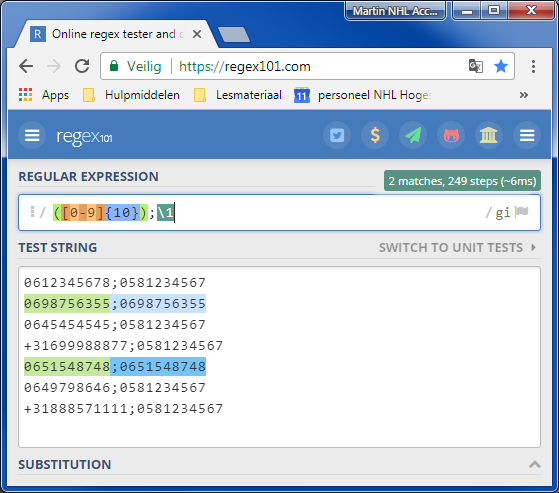 Martin NHL Acc...
R Online regex tester and c
Veilig https://regex101.com
Apps Hulpmiddelen Lesmateriaal 11 personeel NHL Hoge
regex101
REGULAR EXPRESSION
2 matches, 249 steps (~6ms)
/ ([0-9]{10});\1 / gi
TEST STRING SWITCH TO UNIT TESTS
0612345678;0581234567
0698756355;0698756355
0645454545;0581234567
+31699988877;0581234567
0651548748;0651548748
0649798646;0581234567
+31888571111;0581234567
SUBSTITUTION